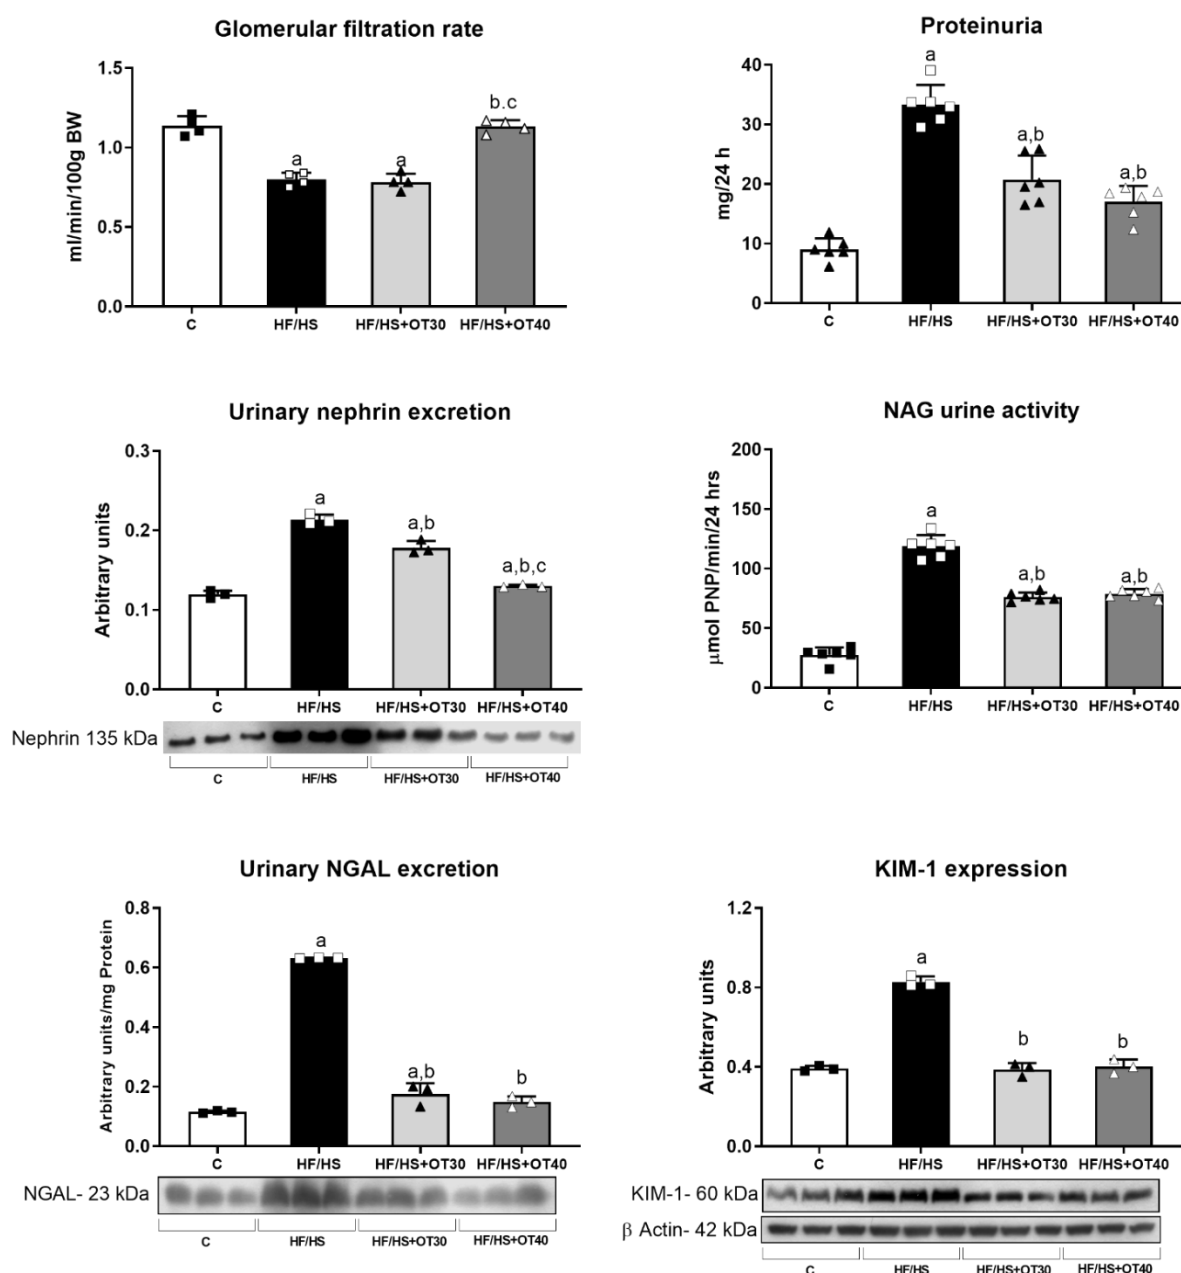 Glomerular filtration rate
ml/min/100g BW
1.5
1.0
0.5
0.0
a
a
b.c
C HF/HS HF/HS+OT30 HF/HS+OT40
Proteinuria
mg/24 h
40
30
20
10
0
a
a,b
a,b
C HF/HS HF/HS+OT30 HF/HS+OT40
Urinary nephrin excretion
Arbitrary units
0.3
0.2
0.1
0.0
a
a,b
a,b,c
C HF/HS HF/HS+OT30 HF/HS+OT40
Nephrin 135 kDa
C HF/HS HF/HS+OT30 HF/HS+OT40
NAG urine activity
μmol PNP/min/24 hrs
200
150
100
50
0
a
a,b
a,b
C HF/HS HF/HS+OT30 HF/HS+OT40
Urinary NGAL excretion
Arbitrary units/mg Protein
0.8
0.6
0.4
0.2
0.0
a
a,b
b
C HF/HS HF/HS+OT30 HF/HS+OT40
NGAL- 23 kDa
C HF/HS HF/HS+OT30 HF/HS+OT40
KIM-1 expression
Arbitrary units
1.2
0.8
0.4
0.0
a
b
b
C HF/HS HF/HS+OT30 HF/HS+OT40
KIM-1- 60 kDa
β Actin- 42 kDa
C HF/HS HF/HS+OT30 HF/HS+OT40